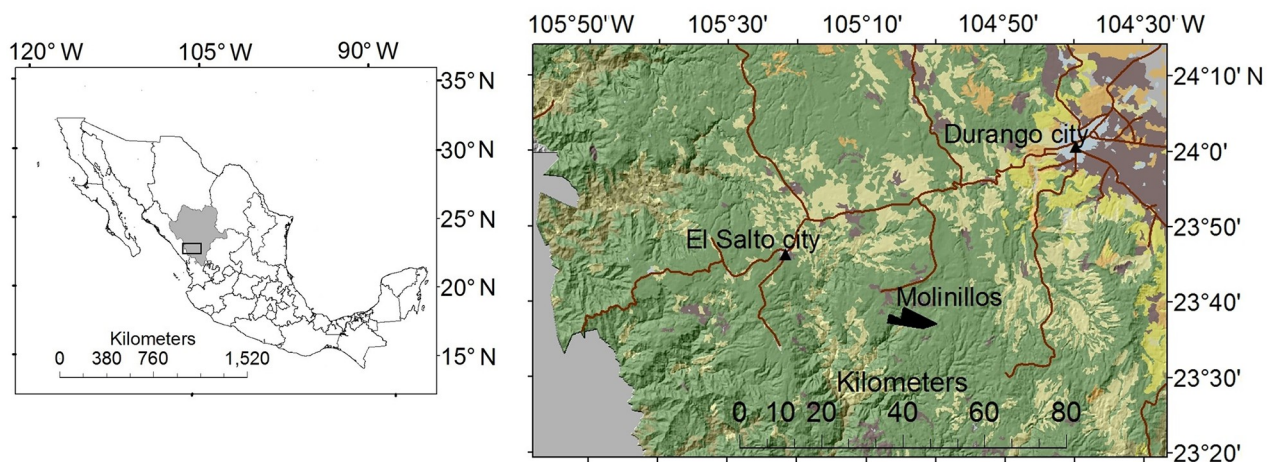 120° W 105° W 90° W
35° N
30° N
25° N
20° N
15° N
Kilometers
0 380 760 1,520
105°50' W 105°30' 105°10' 104°50' 104°30' W
24°10' N
24°0'
23°50'
23°40'
23°30'
23°20'
Durango city
El Salto city
Molinillos
Kilometers
0 10 20 40 60 80